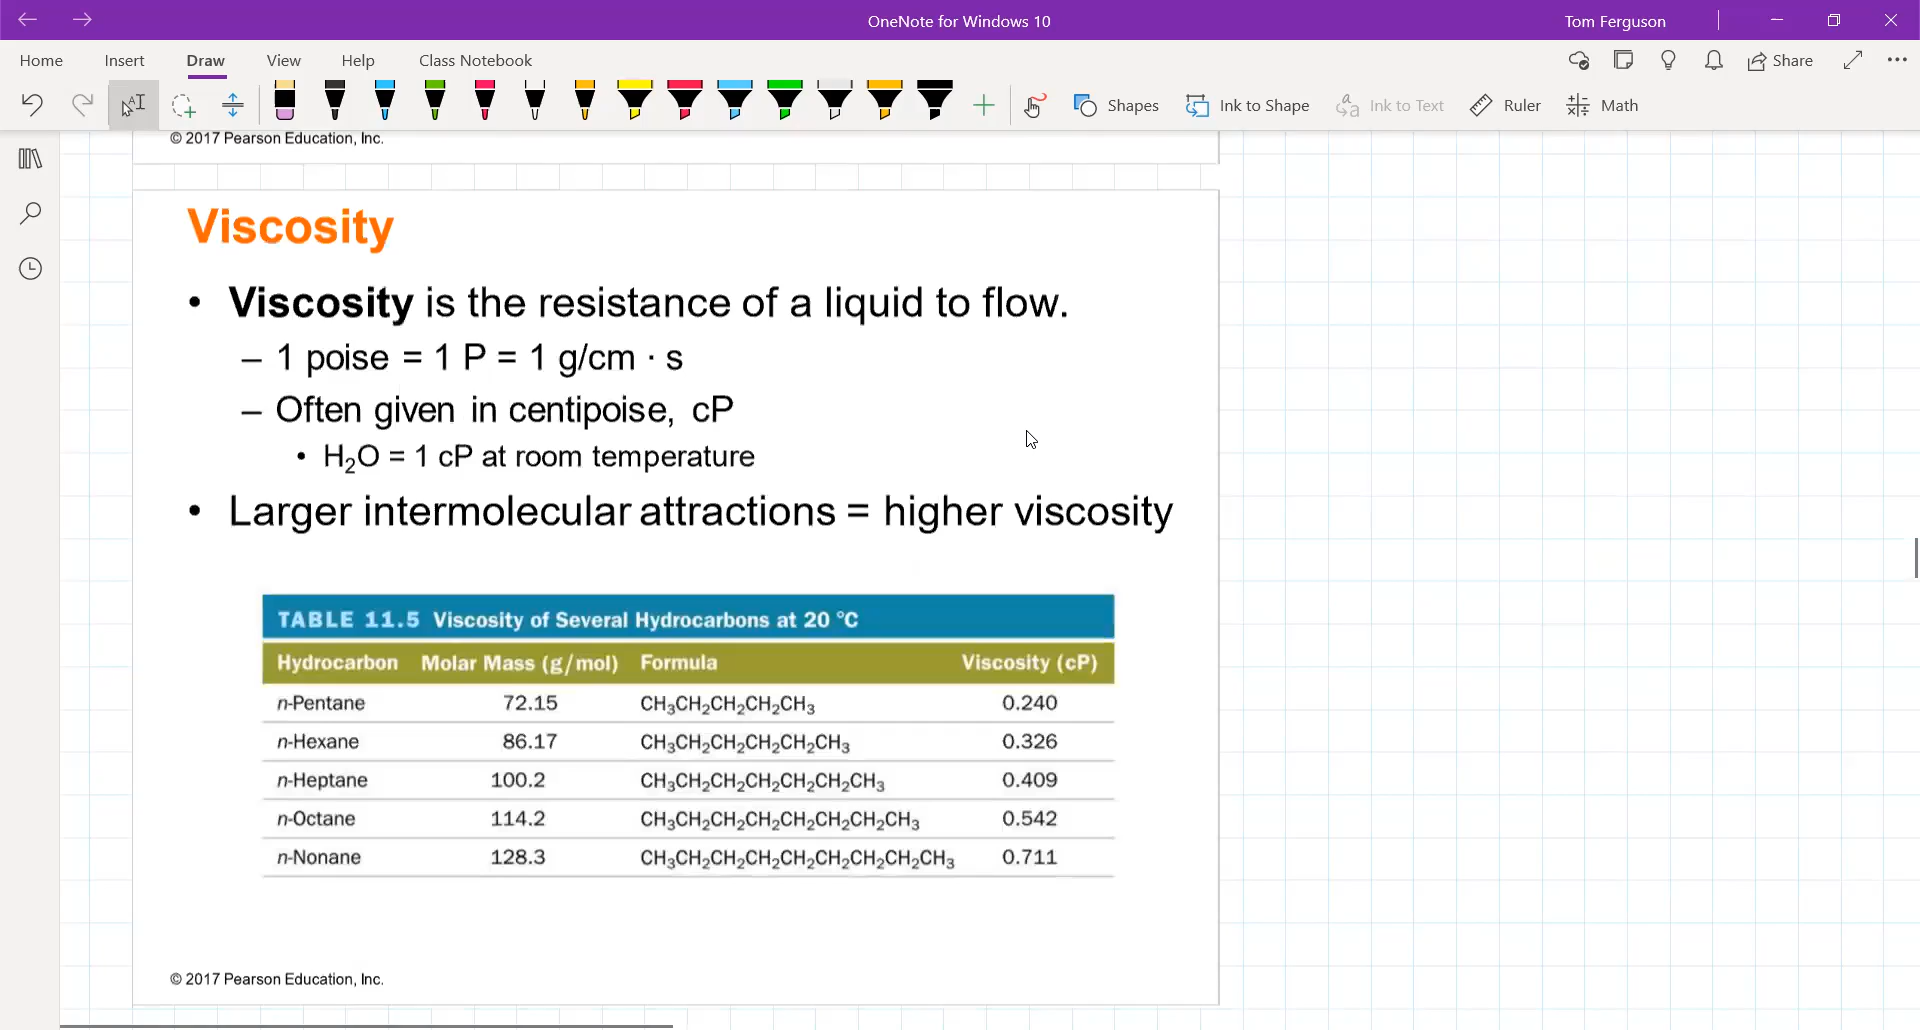 OneNote for Windows 10
Tom Ferguson
Home Insert Draw View Help Class Notebook
Share
Shapes Ink to Shape Ink to Text Ruler Math
© 2017 Pearson Education, Inc.
Viscosity
• Viscosity is the resistance of a liquid to flow.
– 1 poise = 1 P = 1 g/cm · s
– Often given in centipoise, cP
• H₂O = 1 cP at room temperature
• Larger intermolecular attractions = higher viscosity
TABLE 11.5 Viscosity of Several Hydrocarbons at 20 °C
Hydrocarbon Molar Mass (g/mol) Formula Viscosity (cP)
n-Pentane 72.15 CH₃CH₂CH₂CH₂CH₃ 0.240
n-Hexane 86.17 CH₃CH₂CH₂CH₂CH₂CH₃ 0.326
n-Heptane 100.2 CH₃CH₂CH₂CH₂CH₂CH₂CH₃ 0.409
n-Octane 114.2 CH₃CH₂CH₂CH₂CH₂CH₂CH₂CH₃ 0.542
n-Nonane 128.3 CH₃CH₂CH₂CH₂CH₂CH₂CH₂CH₂CH₃ 0.711
© 2017 Pearson Education, Inc.